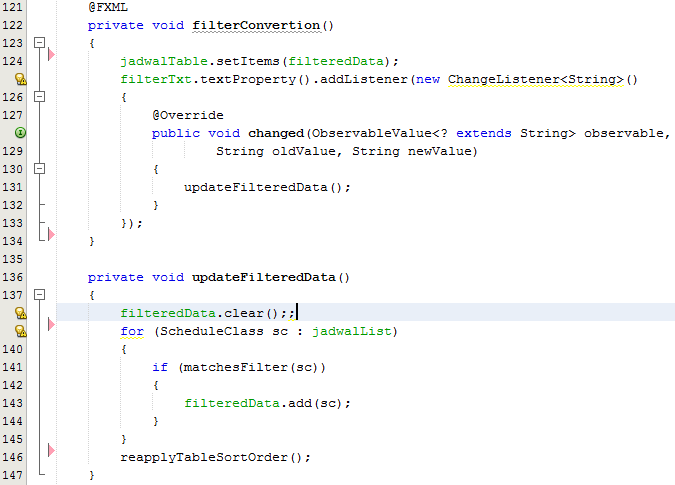 121 @FXML
122 private void filterConvertion()
123 {
124 jadwalTable.setItems(filteredData);
filterTxt.textProperty().addListener(new ChangeListener<String>()
126 {
127 @Override
public void changed(ObservableValue<? extends String> observable,
129 String oldValue, String newValue)
130 {
131 updateFilteredData();
132 }
133 });
134 }
135
136 private void updateFilteredData()
137 {
filteredData.clear();;
for (ScheduleClass sc : jadwalList)
140 {
141 if (matchesFilter(sc))
142 {
143 filteredData.add(sc);
144 }
145 }
146 reapplyTableSortOrder();
147 }